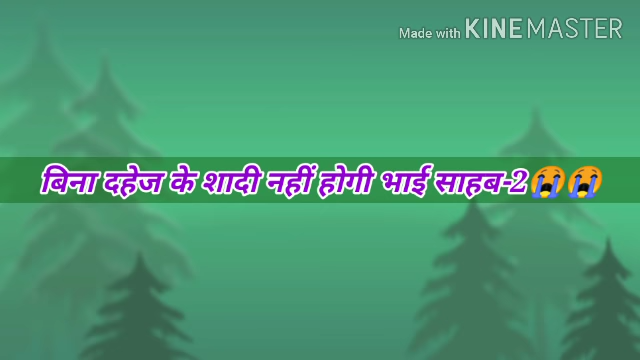 Made with KINEMASTER
बिना दहेज के शादी नहीं होगी भाई साहब-2😭😭